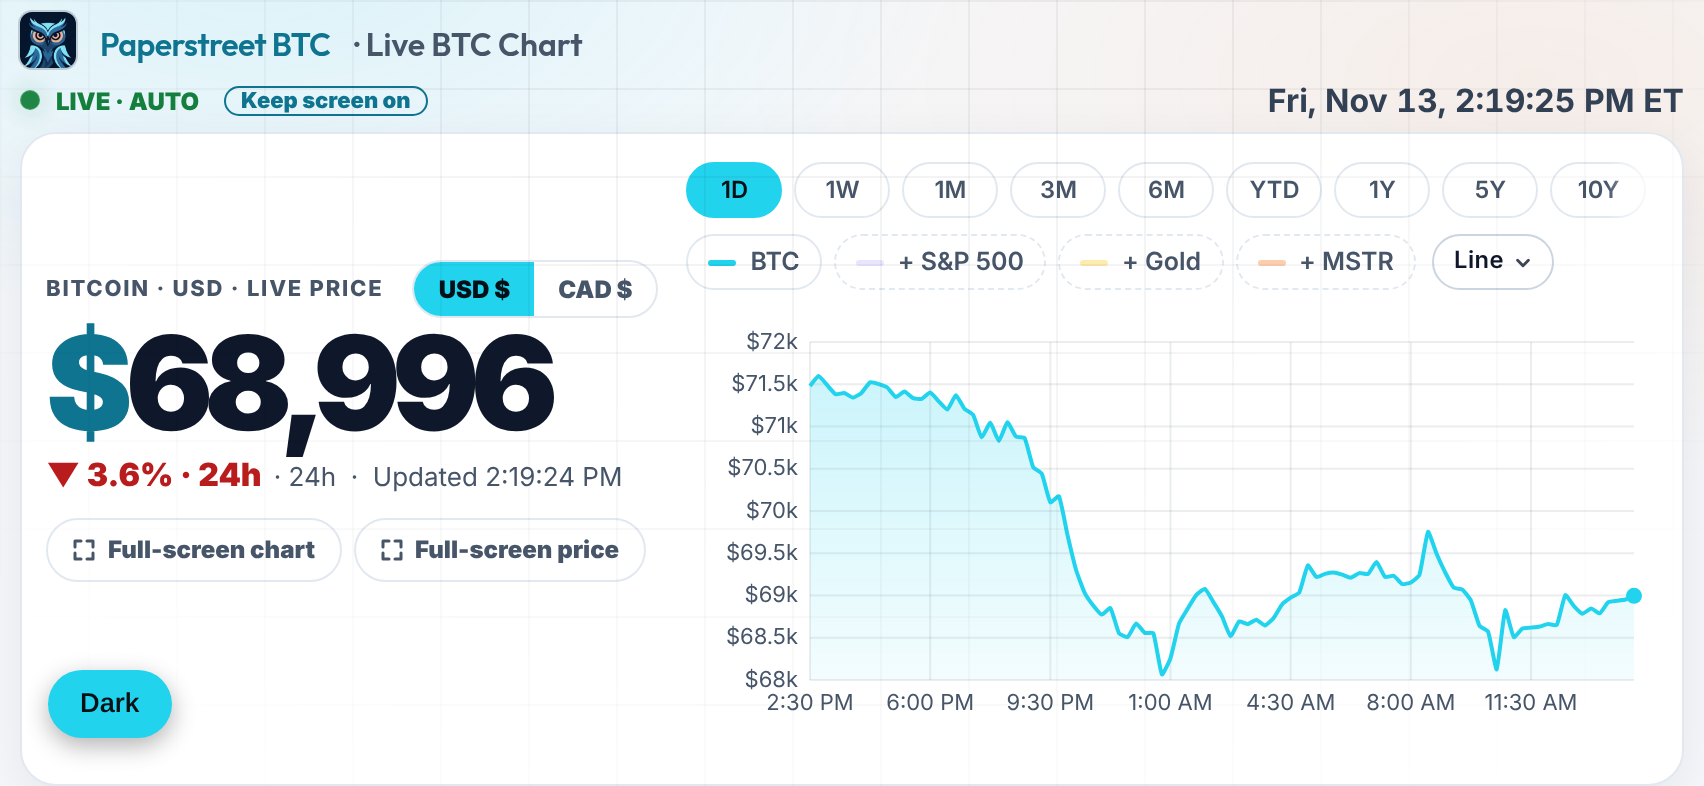 Paperstreet BTC · Live BTC Chart
LIVE · AUTO Keep screen on
Fri, Nov 13, 2:19:25 PM ET
BITCOIN · USD · LIVE PRICE USD $ CAD $
$68,996
▼ 3.6% · 24h · 24h · Updated 2:19:24 PM
Full-screen chart Full-screen price
Dark
1D 1W 1M 3M 6M YTD 1Y 5Y 10Y
BTC + S&P 500 + Gold + MSTR Line
$72k
$71.5k
$71k
$70.5k
$70k
$69.5k
$69k
$68.5k
$68k
2:30 PM 6:00 PM 9:30 PM 1:00 AM 4:30 AM 8:00 AM 11:30 AM